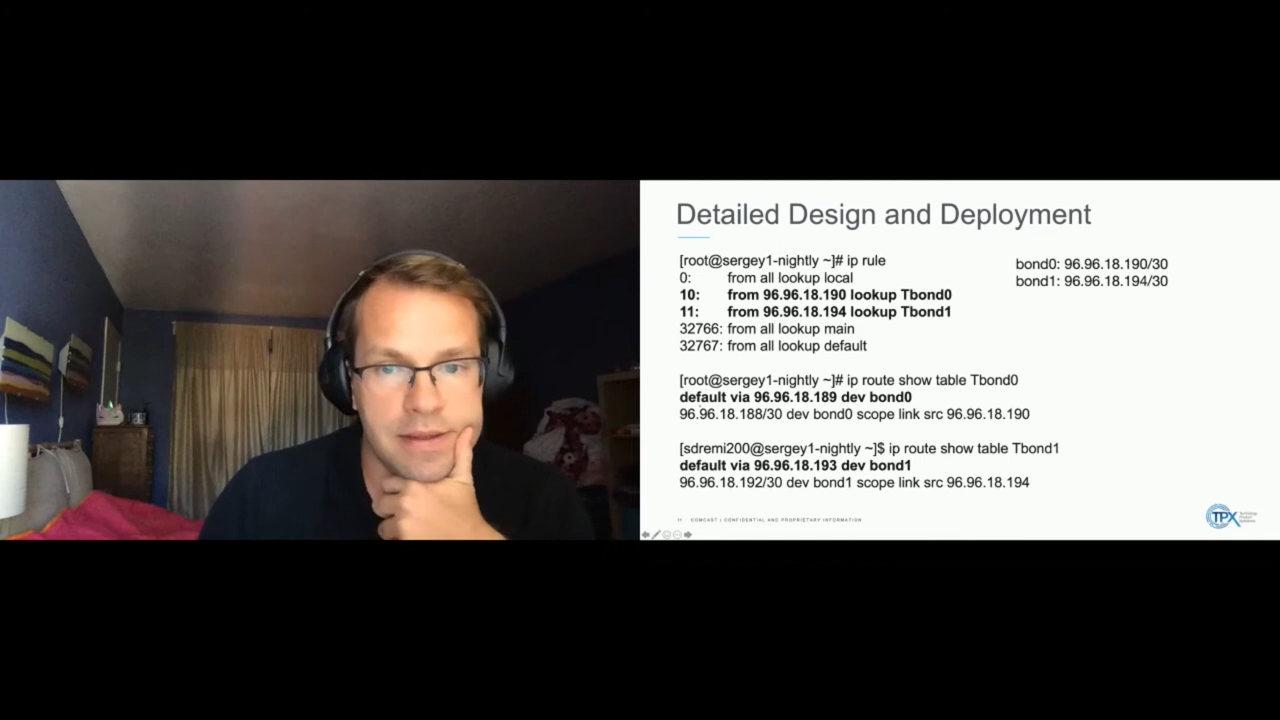 Detailed Design and Deployment
[root@sergey1-nightly ~]# ip rule
0: from all lookup local
10: from 96.96.18.190 lookup Tbond0
11: from 96.96.18.194 lookup Tbond1
32766: from all lookup main
32767: from all lookup default
bond0: 96.96.18.190/30
bond1: 96.96.18.194/30
[root@sergey1-nightly ~]# ip route show table Tbond0
default via 96.96.18.189 dev bond0
96.96.18.188/30 dev bond0 scope link src 96.96.18.190
[sdremi200@sergey1-nightly ~]$ ip route show table Tbond1
default via 96.96.18.193 dev bond1
96.96.18.192/30 dev bond1 scope link src 96.96.18.194
11 COMCAST | CONFIDENTIAL AND PROPRIETARY INFORMATION
TPX